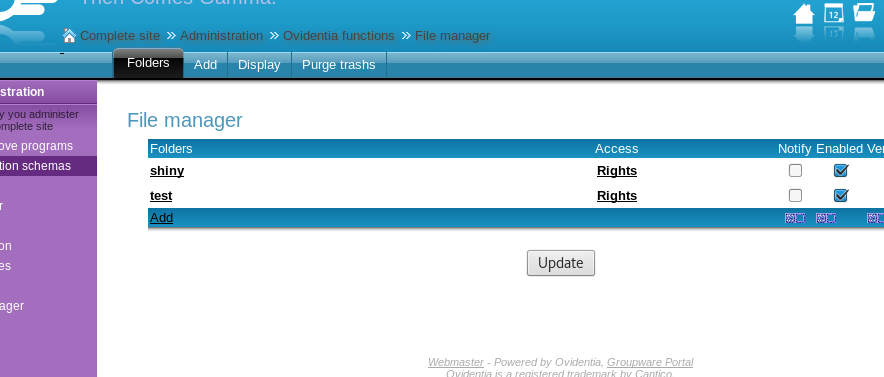 Then Comes Gamma!
Complete site Administration Ovidentia functions File manager
12
Folders Add Display Purge trashs
stration
y you administer
omplete site
ove programs
tion schemas
r
on
es
ager
File manager
Folders Access Notify Enabled Ver
shiny Rights
test Rights
Add
Update
Webmaster - Powered by Ovidentia, Groupware Portal
Ovidentia is a registered trademark by Cantico.